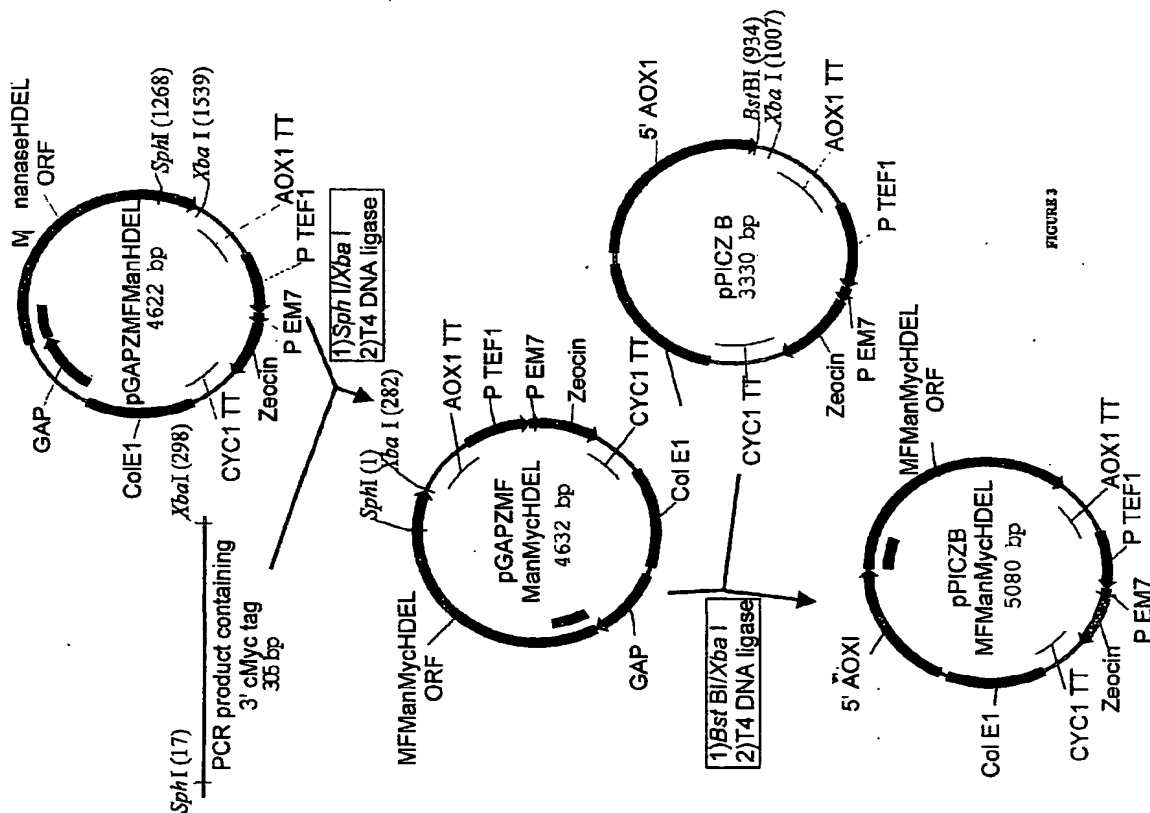 M nanaseHDEL
ORF
SphI (1268)
Xba I (1539)
AOX1 TT
P TEF1
P EM7
Zeocin
CYC1 TT
ColE1
GAP
pGAPZMFManHDEL
4622 bp
SphI (17)
XbaI (298)
PCR product containing
3' cMyc tag
305 bp
1)Sph I/Xba I
2)T4 DNA ligase
SphI (1)
Xba I (282)
AOX1 TT
P TEF1
P EM7
Zeocin
CYC1 TT
Col E1
GAP
MFManMycHDEL
ORF
pGAPZMF
ManMycHDEL
4632 bp
5' AOX1
BstBI (934)
Xba I (1007)
AOX1 TT
P TEF1
P EM7
Zeocin
CYC1 TT
Col E1
pPICZ B
3330 bp
1)Bst BI/Xba I
2)T4 DNA ligase
5' AOXI
MFManMycHDEL
ORF
AOX1 TT
P TEF1
P EM7
Zeocin
CYC1 TT
Col E1
pPICZB
MFManMycHDEL
5080 bp
FIGURE 3